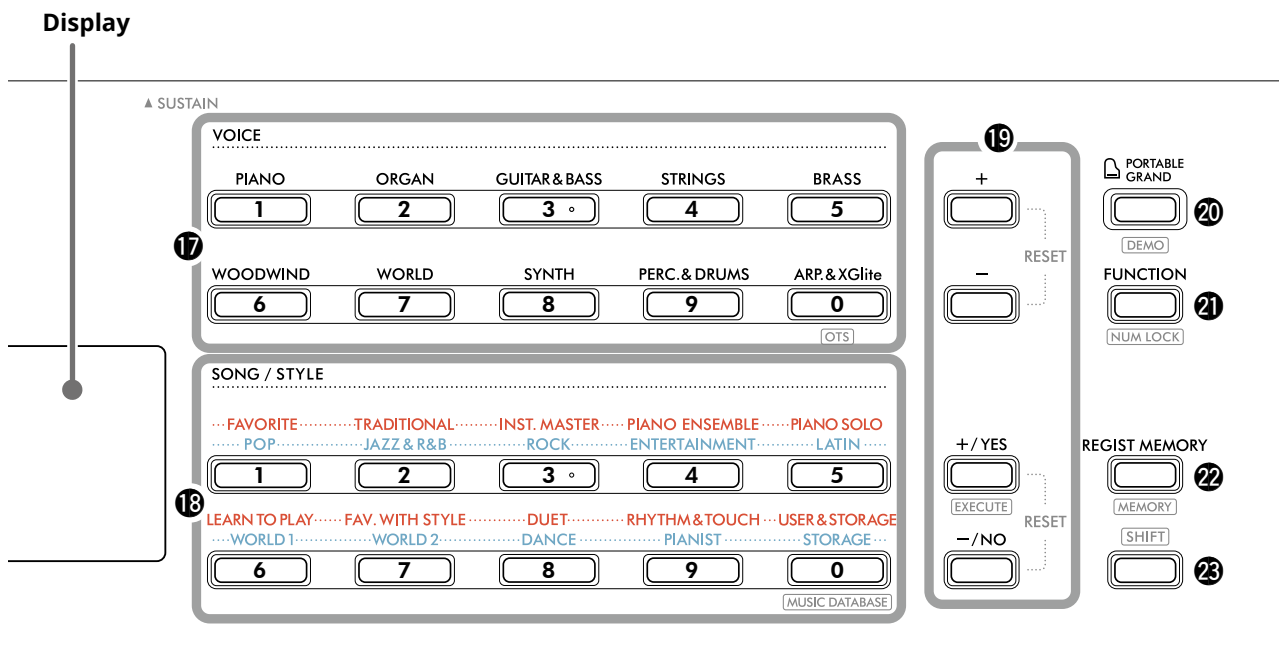 Display
▲ SUSTAIN
VOICE
PIANO ORGAN GUITAR & BASS STRINGS BRASS
1 2 3 4 5
⓱
WOODWIND WORLD SYNTH PERC. & DRUMS ARP. & XGlite
6 7 8 9 0
OTS
SONG / STYLE
FAVORITE TRADITIONAL INST. MASTER PIANO ENSEMBLE PIANO SOLO
POP JAZZ & R&B ROCK ENTERTAINMENT LATIN
1 2 3 4 5
⓲
LEARN TO PLAY FAV. WITH STYLE DUET RHYTHM & TOUCH USER & STORAGE
WORLD 1 WORLD 2 DANCE PIANIST STORAGE
6 7 8 9 0
MUSIC DATABASE
⓳
+
RESET
−
+/YES
EXECUTE
RESET
−/NO
PORTABLE
GRAND
⓴
DEMO
FUNCTION
21
NUM LOCK
REGIST MEMORY
22
MEMORY
SHIFT
23